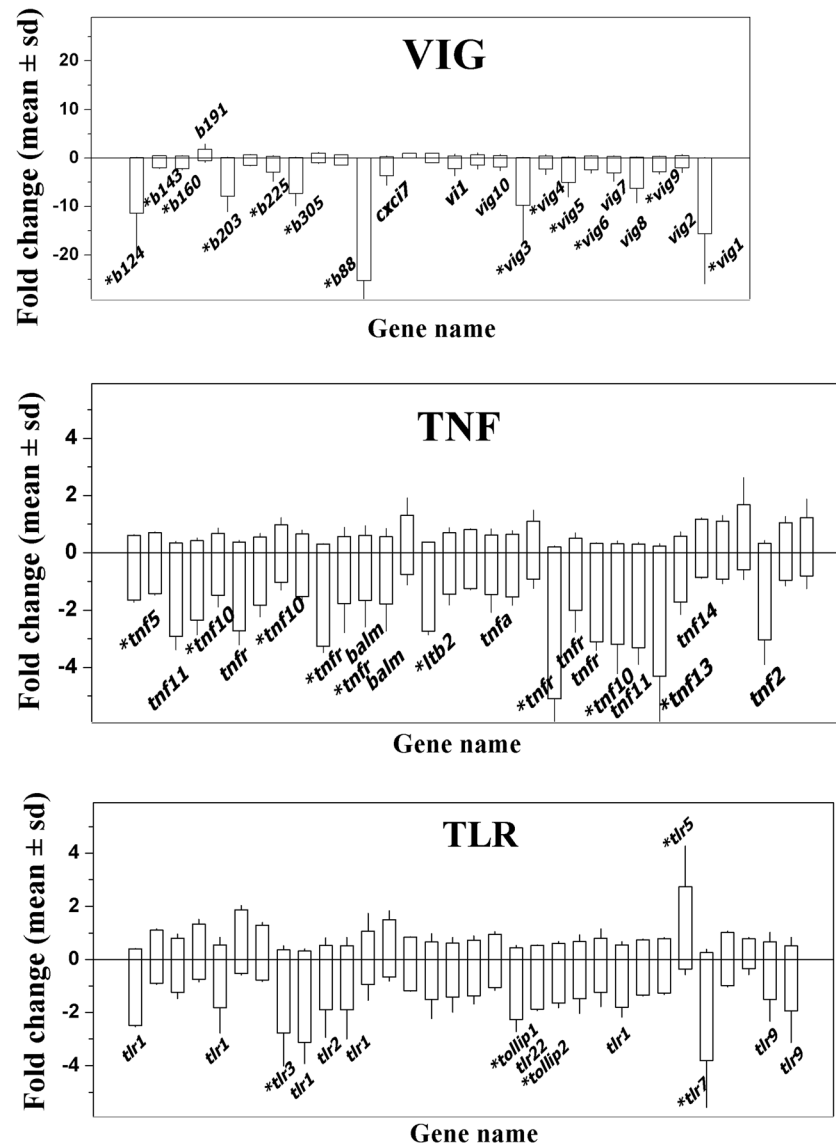 VIG
Fold change (mean ± sd)
20
10
0
-10
-20
*b124
*b143
*b160
b191
*b203
*b225
*b305
*b88
cxcl7
vi1
vig10
*vig3
*vig4
*vig5
*vig6
vig7
vig8
*vig9
vig2
*vig1
Gene name
TNF
Fold change (mean ± sd)
4
2
0
-2
-4
*tnf5
tnf11
*tnf10
tnfr
*tnf10
*tnfr
balm
*tnfr
balm
*ltb2
tnfa
*tnfr
tnfr
tnfr
*tnf10
tnf11
*tnf13
tnf14
tnf2
Gene name
TLR
Fold change (mean ± sd)
4
2
0
-2
-4
tlr1
tlr1
*tlr3
tlr1
tlr2
tlr1
*tollip1
tlr22
*tollip2
tlr1
*tlr5
*tlr7
tlr9
tlr9
Gene name